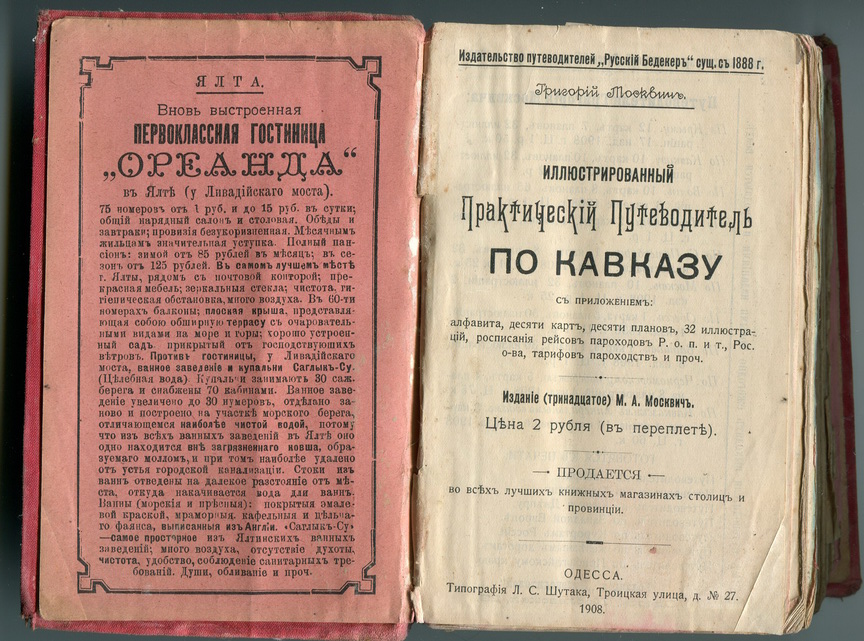 ЯЛТА.
Вновь выстроенная
ПЕРВОКЛАССНАЯ ГОСТИНИЦА
„ОРЕАНДА“
въ Ялтѣ (у Ливадійскаго моста).
75 номеровъ отъ 1 руб. и до 15 руб. въ сутки;
общій нарядный салонъ и столовая. Обѣды и
завтраки; провизія безукоризненная. Мѣсячнымъ
жильцамъ значительная уступка. Полный пан-
сіонъ: зимой отъ 85 рублей въ мѣсяцъ; въ се-
зонъ отъ 125 рублей. Въ самомъ лучшемъ мѣстѣ
г. Ялты, рядомъ съ почтовой конторой; пре-
красная мебель; зеркальныя стекла; чистота, ги-
гіеническая обстановка, много воздуха. Въ 60-ти
номерахъ балконы; плоская крыша, представля-
ющая собою обширную террасу съ очарователь-
ными видами на море и горы; хорошо устроен-
ный садъ прикрытый отъ господствующихъ
вѣтровъ. Противъ гостиницы, у Ливадійскаго
моста, ванное заведеніе и купальни Саглыкъ-Су.
(Цѣлебная вода) Купальни занимаютъ 30 саж.
берега и снабжены 70 кабинами. Ванное заве-
деніе увеличено до 30 нумеровъ, отдѣлано за-
ново и построено на участкѣ морского берега,
отличающемся наиболѣе чистой водой, потому
что изъ всѣхъ ванныхъ заведеній въ Ялтѣ оно
одно находится внѣ загрязненнаго ковша, обра-
зуемаго молломъ, и при томъ наиболѣе удалено
отъ устья городской канализаціи. Стоки изъ
ваннъ отведены на далекое разстояніе отъ мѣ-
ста, откуда накачивается вода для ваннъ.
Ванны (морскія и прѣсныя): покрытыя эмале-
вой краской, мраморныя, кафельныя и цѣльна-
го фаянса, выписанныя изъ Англіи. «Саглыкъ-Су»
—самое просторное изъ Ялтинскихъ ванныхъ
заведеній; много воздуха, отсутствіе духоты,
чистота, удобство, соблюденіе санитарныхъ тре-
бованій. Души, обливаніе и проч.
Издательство путеводителей „Русскій Бедекеръ“ сущ. съ 1888 г.
Григорій Москвичъ.
ИЛЛЮСТРИРОВАННЫЙ
Практическій Путеводитель
ПО КАВКАЗУ
СЪ ПРИЛОЖЕНІЕМЪ:
алфавита, десяти картъ, десяти плановъ, 32 иллюстра-
цій, росписанія рейсовъ пароходовъ Р. о. п. и т., Рос.
о-ва, тарифовъ пароходствъ и проч.
Изданіе (тринадцатое) М. А. Москвичъ.
Цѣна 2 рубля (въ переплетѣ).
— ПРОДАЕТСЯ —
во всѣхъ лучшихъ книжныхъ магазинахъ столицъ и
провинціи.
ОДЕССА.
Типографія Л. С. Шутака, Троицкая улица, д. № 27.
1908.